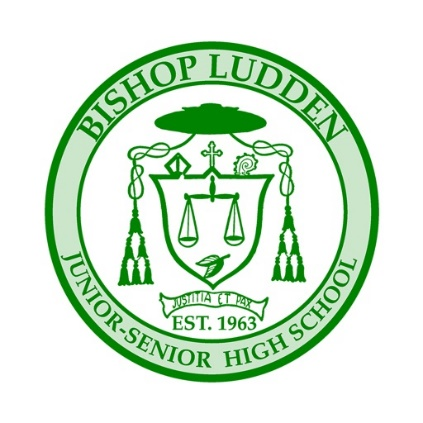 BISHOP LUDDEN
JUSTITIA ET PAX
EST. 1963
JUNIOR-SENIOR HIGH SCHOOL